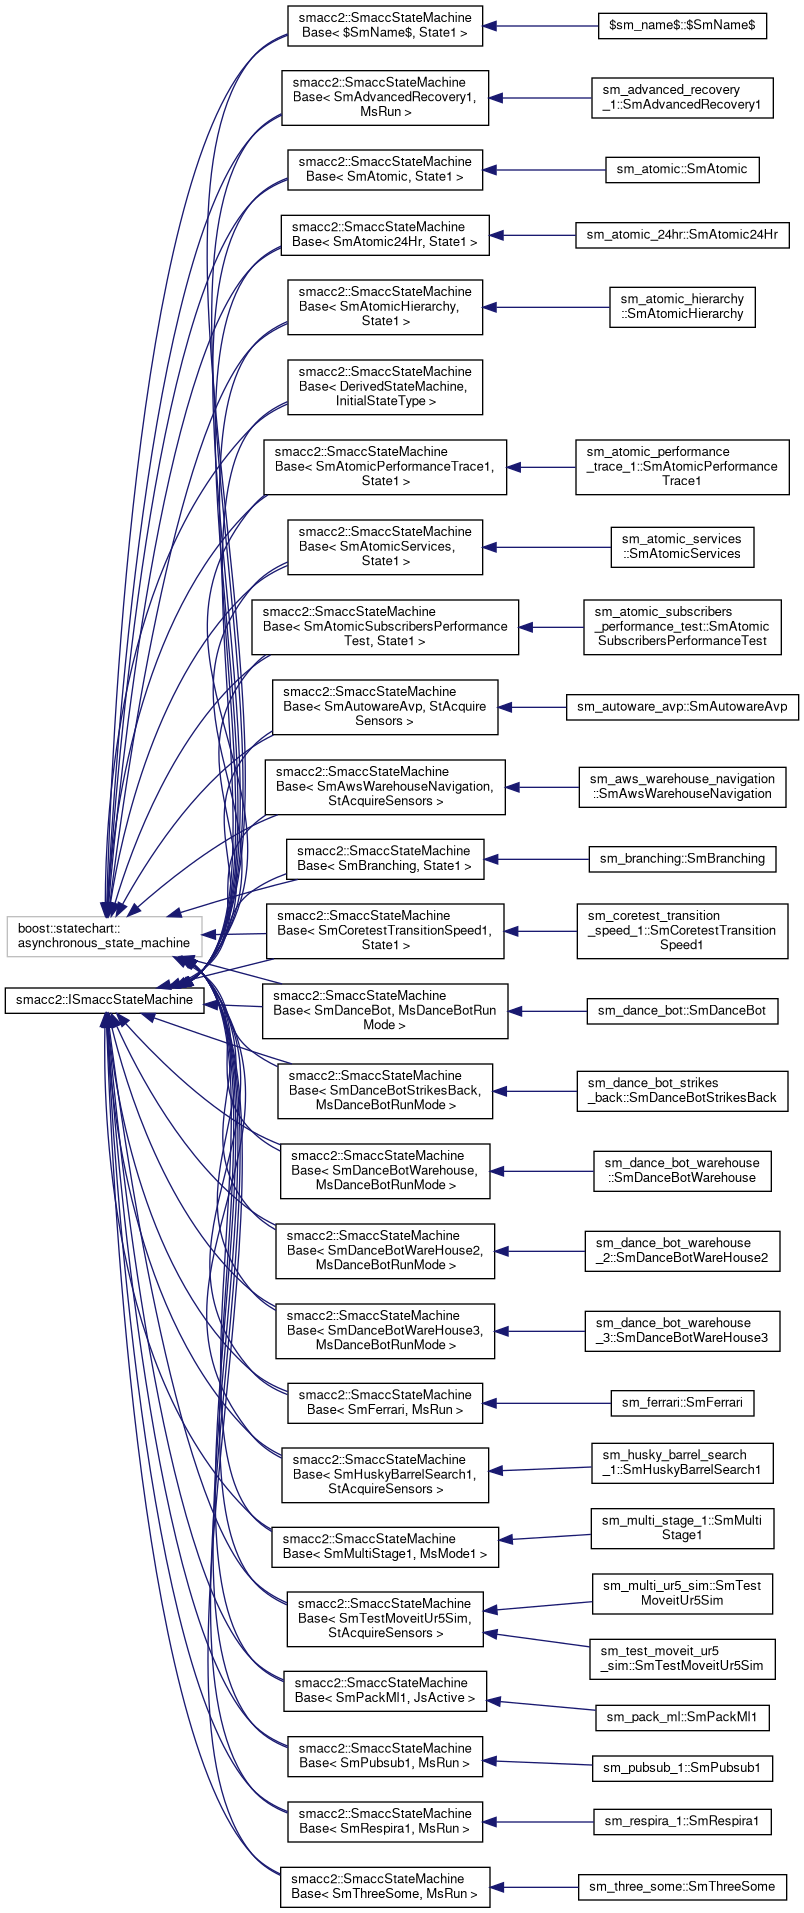 smacc2::SmaccStateMachine
Base< $SmName$, State1 >
$sm_name$::$SmName$
smacc2::SmaccStateMachine
Base< SmAdvancedRecovery1,
MsRun >
sm_advanced_recovery
_1::SmAdvancedRecovery1
smacc2::SmaccStateMachine
Base< SmAtomic, State1 >
sm_atomic::SmAtomic
smacc2::SmaccStateMachine
Base< SmAtomic24Hr, State1 >
sm_atomic_24hr::SmAtomic24Hr
smacc2::SmaccStateMachine
Base< SmAtomicHierarchy,
State1 >
sm_atomic_hierarchy
::SmAtomicHierarchy
smacc2::SmaccStateMachine
Base< DerivedStateMachine,
InitialStateType >
smacc2::SmaccStateMachine
Base< SmAtomicPerformanceTrace1,
State1 >
sm_atomic_performance
_trace_1::SmAtomicPerformance
Trace1
smacc2::SmaccStateMachine
Base< SmAtomicServices,
State1 >
sm_atomic_services
::SmAtomicServices
smacc2::SmaccStateMachine
Base< SmAtomicSubscribersPerformance
Test, State1 >
sm_atomic_subscribers
_performance_test::SmAtomic
SubscribersPerformanceTest
smacc2::SmaccStateMachine
Base< SmAutowareAvp, StAcquire
Sensors >
sm_autoware_avp::SmAutowareAvp
smacc2::SmaccStateMachine
Base< SmAwsWarehouseNavigation,
StAcquireSensors >
sm_aws_warehouse_navigation
::SmAwsWarehouseNavigation
smacc2::SmaccStateMachine
Base< SmBranching, State1 >
sm_branching::SmBranching
boost::statechart::
asynchronous_state_machine
smacc2::SmaccStateMachine
Base< SmCoretestTransitionSpeed1,
State1 >
sm_coretest_transition
_speed_1::SmCoretestTransition
Speed1
smacc2::ISmaccStateMachine
smacc2::SmaccStateMachine
Base< SmDanceBot, MsDanceBotRun
Mode >
sm_dance_bot::SmDanceBot
smacc2::SmaccStateMachine
Base< SmDanceBotStrikesBack,
MsDanceBotRunMode >
sm_dance_bot_strikes
_back::SmDanceBotStrikesBack
smacc2::SmaccStateMachine
Base< SmDanceBotWarehouse,
MsDanceBotRunMode >
sm_dance_bot_warehouse
::SmDanceBotWarehouse
smacc2::SmaccStateMachine
Base< SmDanceBotWareHouse2,
MsDanceBotRunMode >
sm_dance_bot_warehouse
_2::SmDanceBotWareHouse2
smacc2::SmaccStateMachine
Base< SmDanceBotWareHouse3,
MsDanceBotRunMode >
sm_dance_bot_warehouse
_3::SmDanceBotWareHouse3
smacc2::SmaccStateMachine
Base< SmFerrari, MsRun >
sm_ferrari::SmFerrari
smacc2::SmaccStateMachine
Base< SmHuskyBarrelSearch1,
StAcquireSensors >
sm_husky_barrel_search
_1::SmHuskyBarrelSearch1
smacc2::SmaccStateMachine
Base< SmMultiStage1, MsMode1 >
sm_multi_stage_1::SmMulti
Stage1
smacc2::SmaccStateMachine
Base< SmTestMoveitUr5Sim,
StAcquireSensors >
sm_multi_ur5_sim::SmTest
MoveitUr5Sim
sm_test_moveit_ur5
_sim::SmTestMoveitUr5Sim
smacc2::SmaccStateMachine
Base< SmPackMl1, JsActive >
sm_pack_ml::SmPackMl1
smacc2::SmaccStateMachine
Base< SmPubsub1, MsRun >
sm_pubsub_1::SmPubsub1
smacc2::SmaccStateMachine
Base< SmRespira1, MsRun >
sm_respira_1::SmRespira1
smacc2::SmaccStateMachine
Base< SmThreeSome, MsRun >
sm_three_some::SmThreeSome